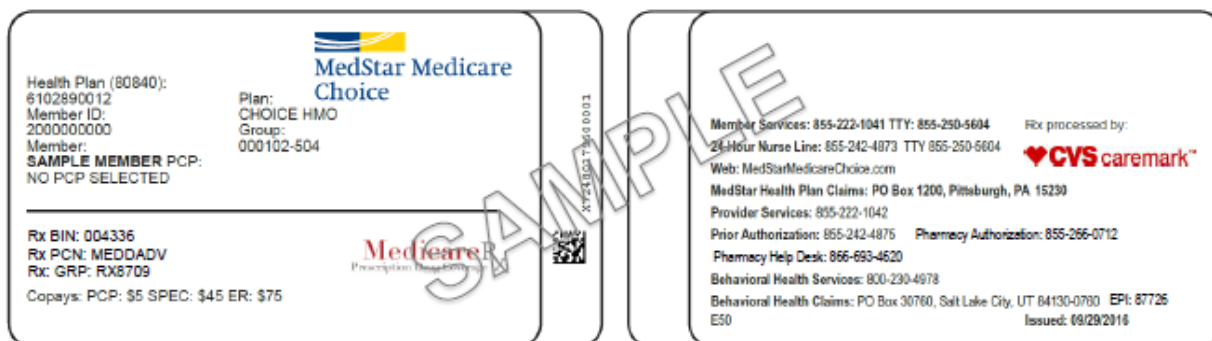 MedStar Medicare
Choice
Health Plan (80840):
6102890012
Member ID:
2000000000
Member:
SAMPLE MEMBER PCP:
NO PCP SELECTED
Plan:
CHOICE HMO
Group:
000102-504
Rx BIN: 004336
Rx PCN: MEDDADV
Rx: GRP: RX8709
Copays: PCP: $5 SPEC: $45 ER: $75
MedicareRx
Prescription Drug Coverage
SAMPLE
Member Services: 855-222-1041 TTY: 855-250-5604
24-Hour Nurse Line: 855-242-4873 TTY 855-250-5604
Web: MedStarMedicareChoice.com
MedStar Health Plan Claims: PO Box 1200, Pittsburgh, PA 15230
Provider Services: 855-222-1042
Prior Authorization: 855-242-4875 Pharmacy Authorization: 855-266-0712
Pharmacy Help Desk: 866-693-4620
Behavioral Health Services: 800-230-4978
Behavioral Health Claims: PO Box 30760, Salt Lake City, UT 84130-0760 EPI: 87726
E50
Issued: 09/29/2016
Rx processed by:
CVS caremark™